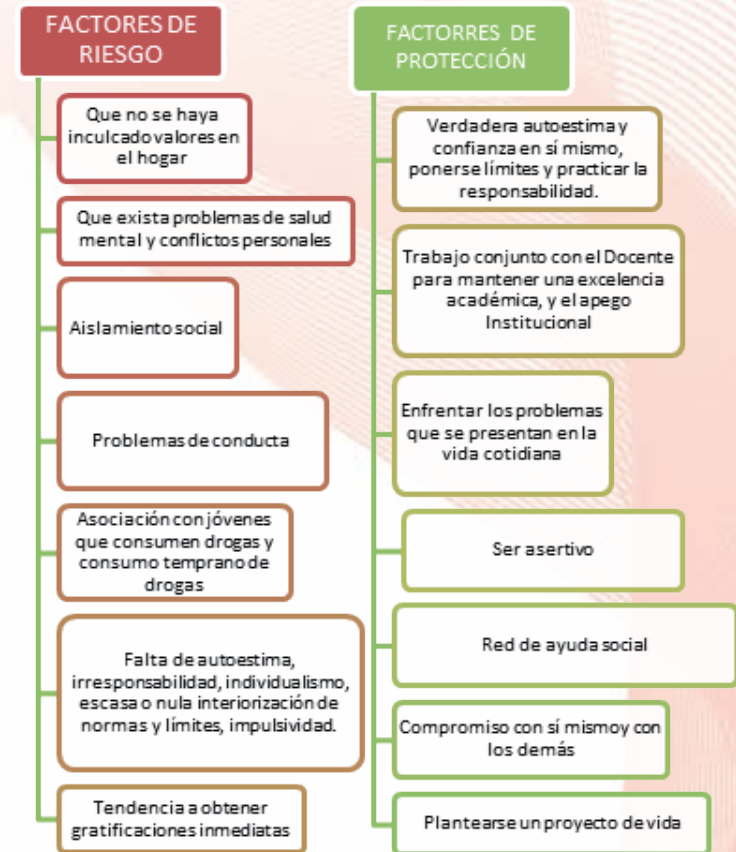 FACTORES DE
RIESGO
Que no se haya
inculcado valores en
el hogar
Que exista problemas de salud
mental y conflictos personales
Aislamiento social
Problemas de conducta
Asociación con jóvenes
que consumen drogas y
consumo temprano de
drogas
Falta de autoestima,
irresponsabilidad, individualismo,
escasa o nula interiorización de
normas y límites, impulsividad.
Tendencia a obtener
gratificaciones inmediatas
FACTORRES DE
PROTECCIÓN
Verdadera autoestima y
confianza en sí mismo,
ponerse límites y practicar la
responsabilidad.
Trabajo conjunto con el Docente
para mantener una excelencia
académica, y el apego
Institucional
Enfrentar los problemas
que se presentan en la
vida cotidiana
Ser asertivo
Red de ayuda social
Compromiso con sí mismo y con
los demás
Plantearse un proyecto de vida